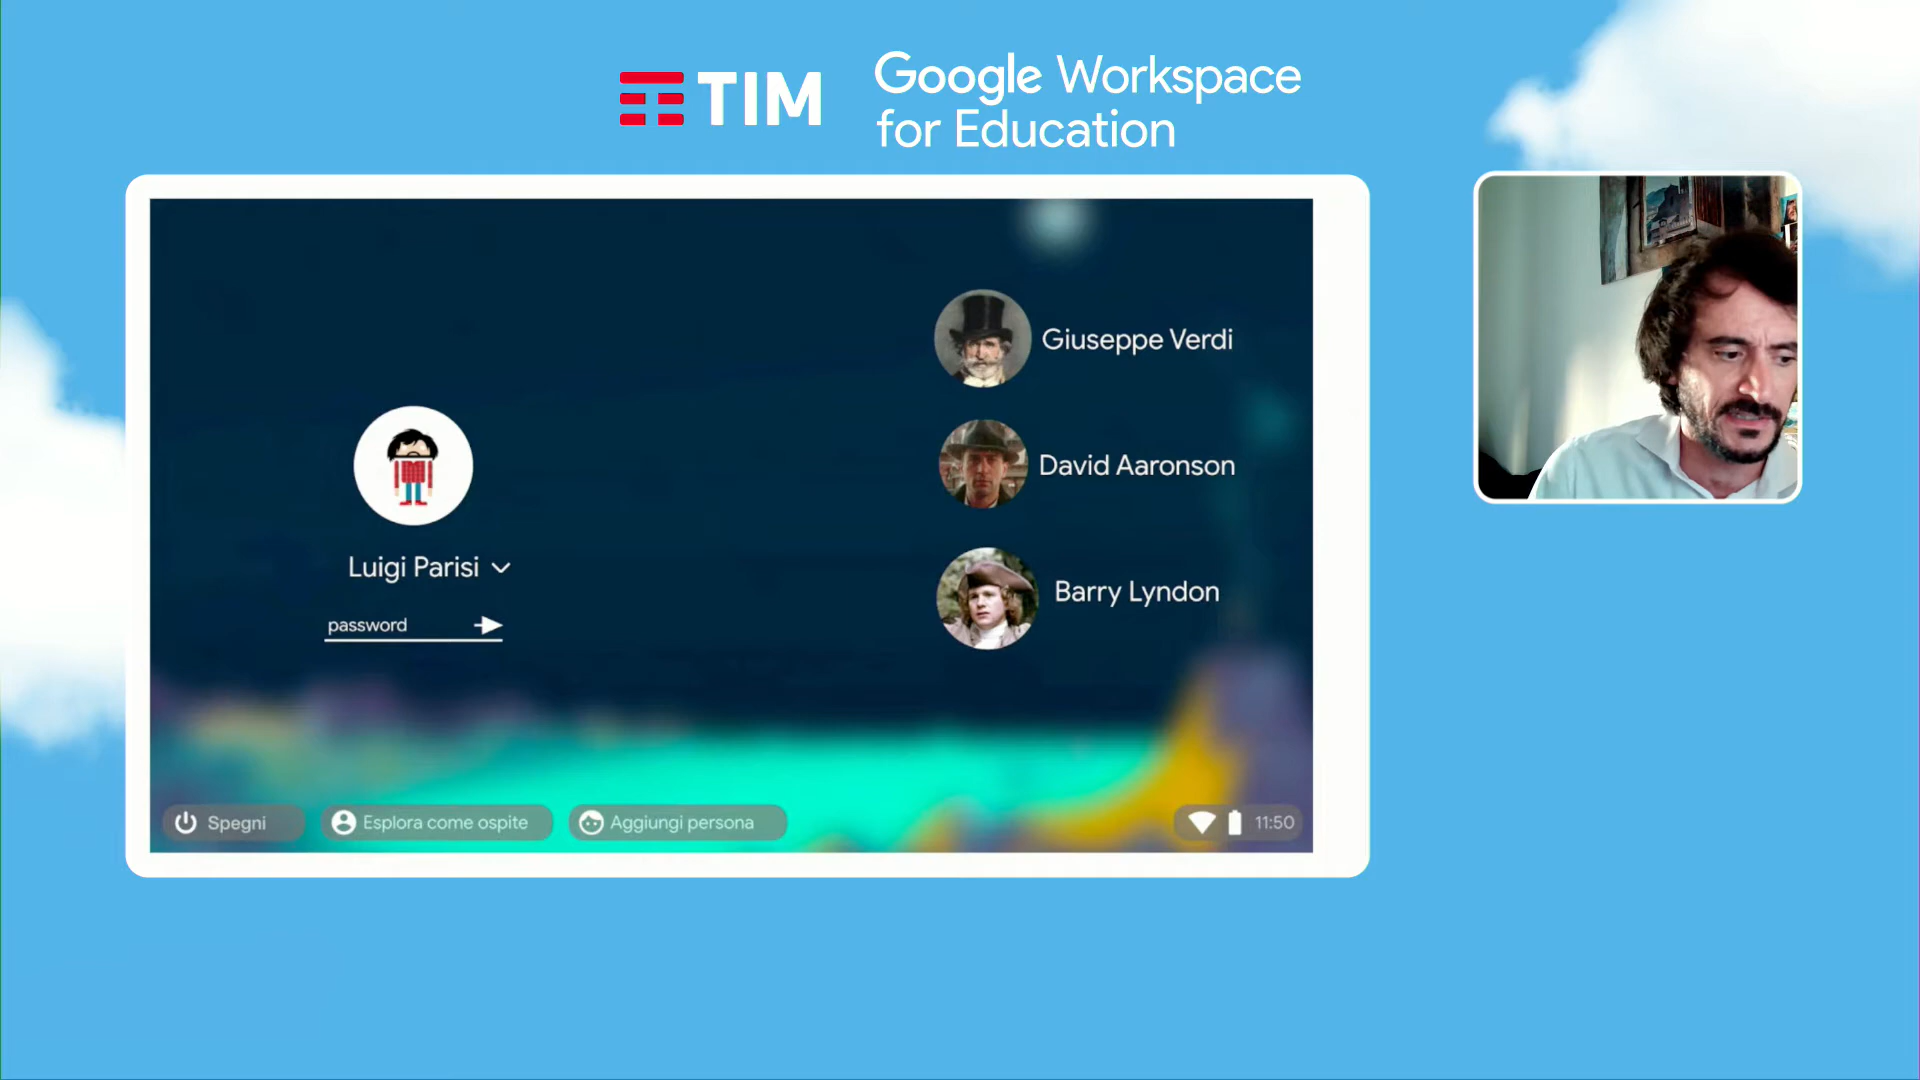 TIM
Google Workspace
for Education
Giuseppe Verdi
David Aaronson
Luigi Parisi
Barry Lyndon
password
Spegni
Esplora come ospite
Aggiungi persona
11:50